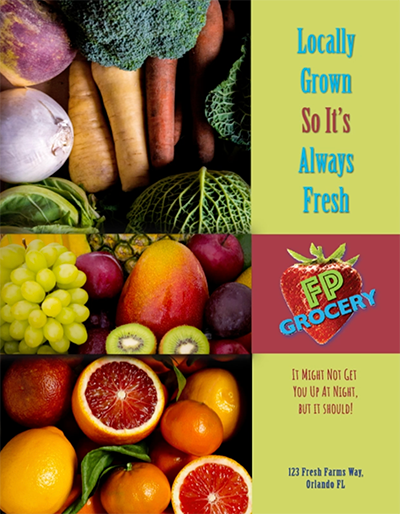 Locally
Grown
So It's
Always
Fresh
FP
GROCERY
It Might Not Get
You Up At Night,
but it should!
123 Fresh Farms Way,
Orlando FL